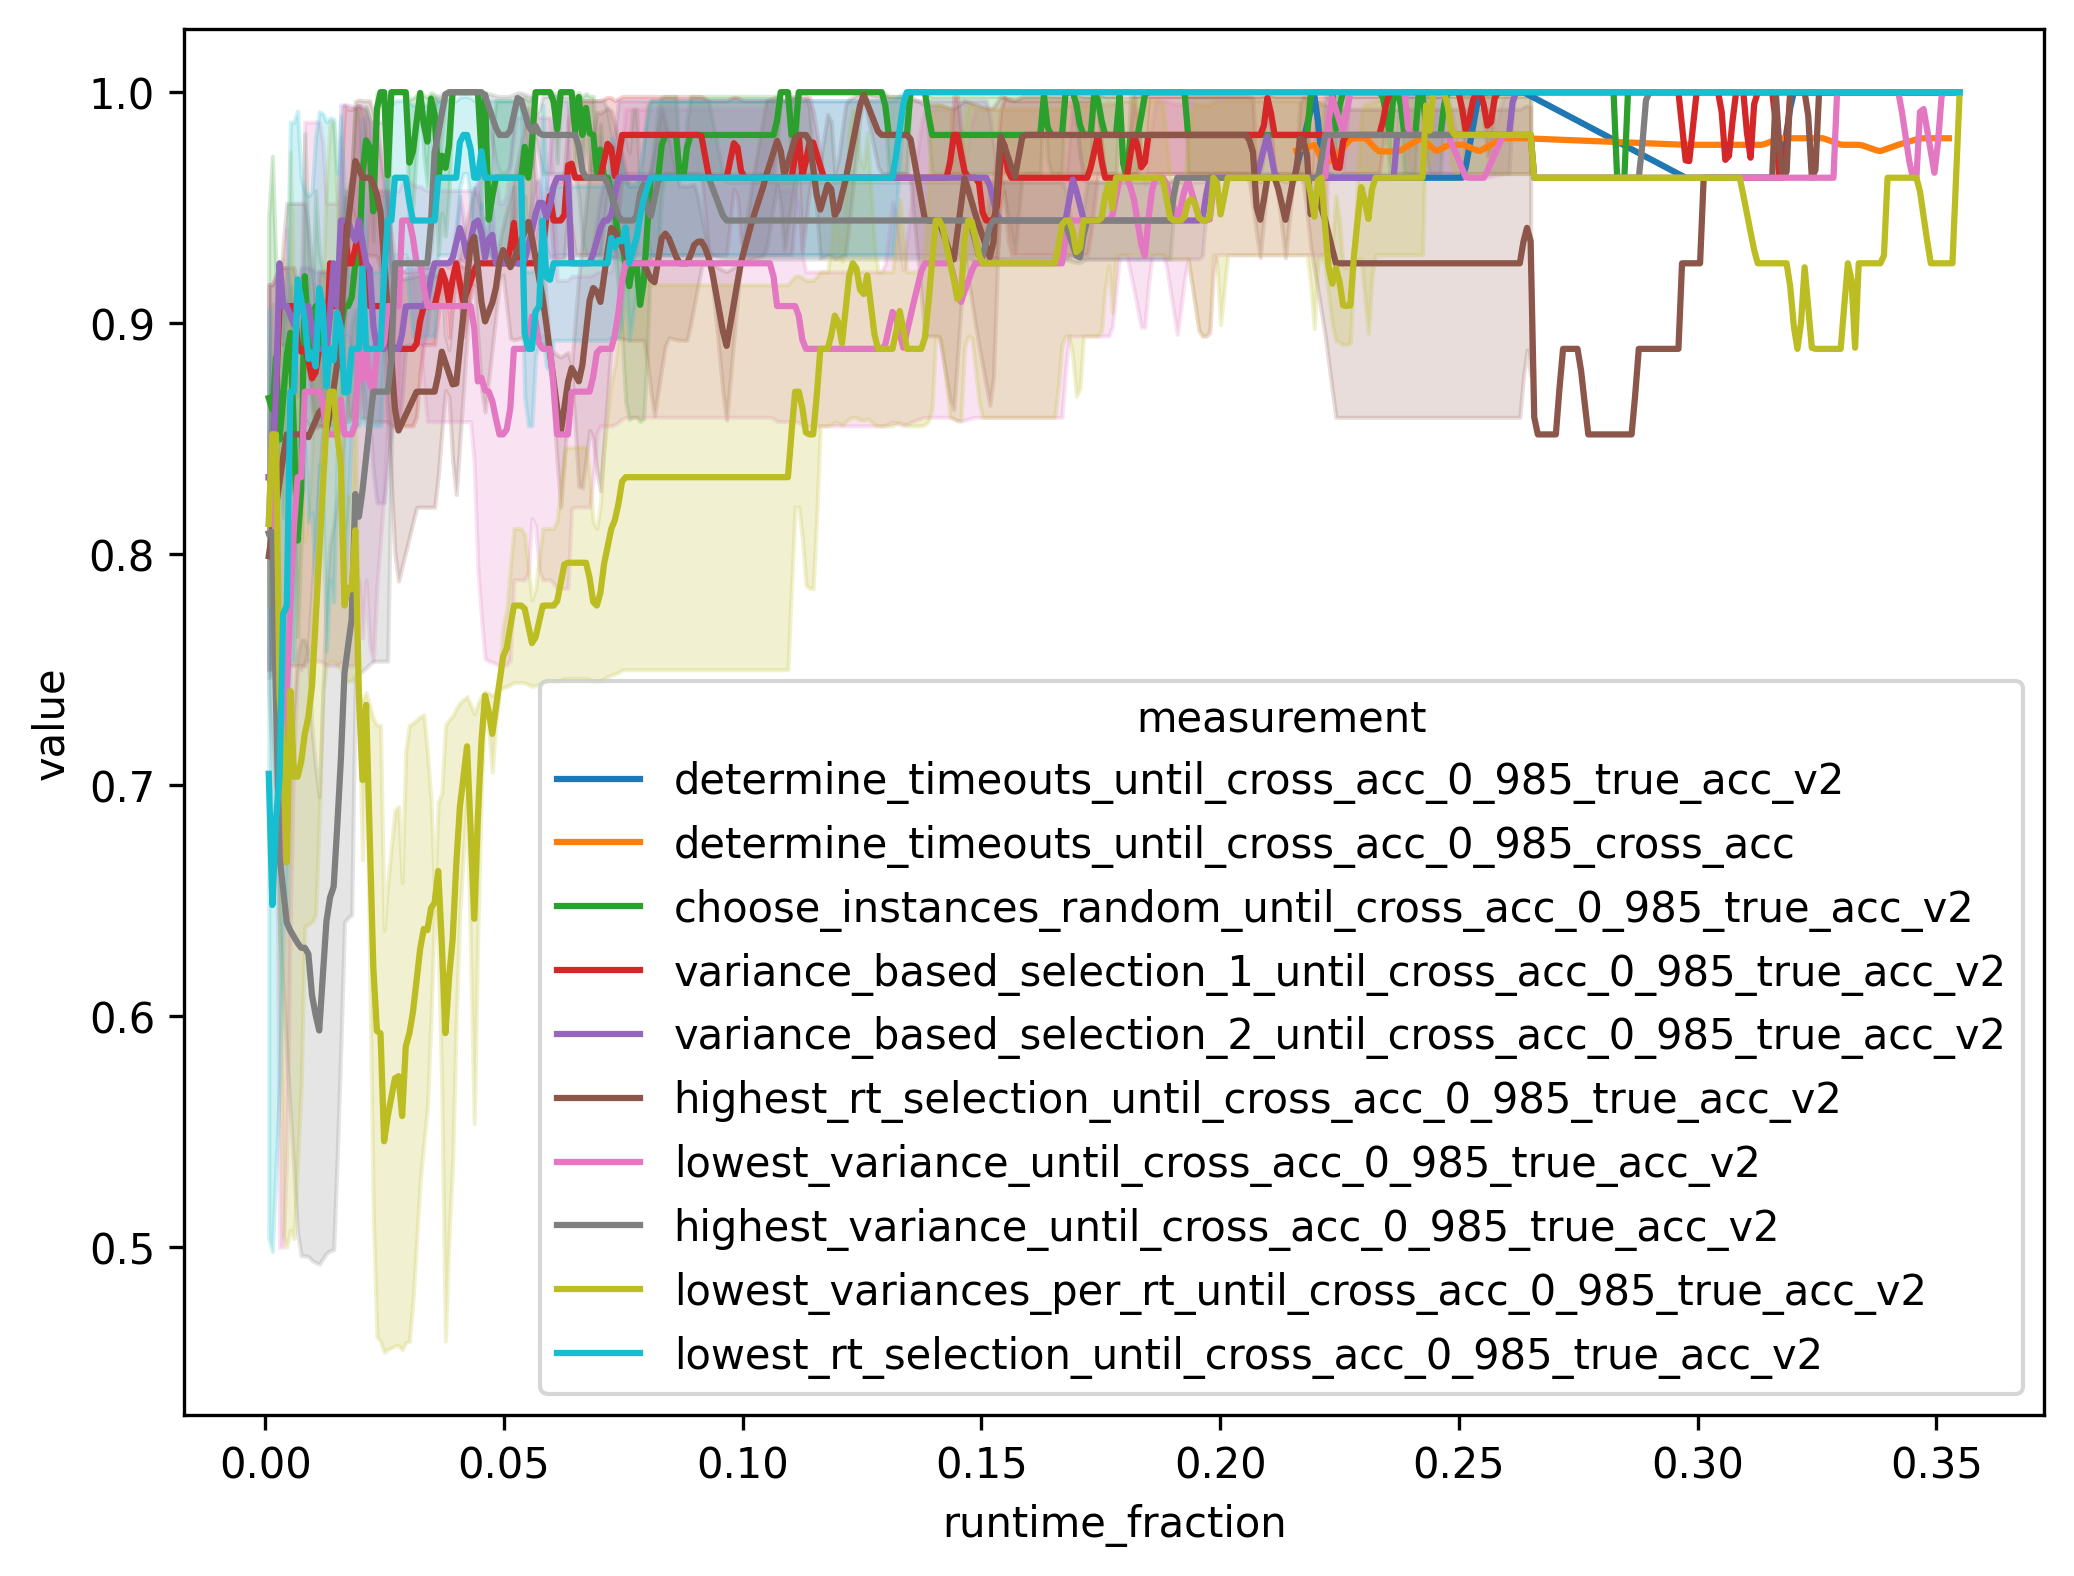 1.0
0.9
0.8
0.7
0.6
0.5
value
measurement
determine_timeouts_until_cross_acc_0_985_true_acc_v2
determine_timeouts_until_cross_acc_0_985_cross_acc
choose_instances_random_until_cross_acc_0_985_true_acc_v2
variance_based_selection_1_until_cross_acc_0_985_true_acc_v2
variance_based_selection_2_until_cross_acc_0_985_true_acc_v2
highest_rt_selection_until_cross_acc_0_985_true_acc_v2
lowest_variance_until_cross_acc_0_985_true_acc_v2
highest_variance_until_cross_acc_0_985_true_acc_v2
lowest_variances_per_rt_until_cross_acc_0_985_true_acc_v2
lowest_rt_selection_until_cross_acc_0_985_true_acc_v2
0.00 0.05 0.10 0.15 0.20 0.25 0.30 0.35
runtime_fraction